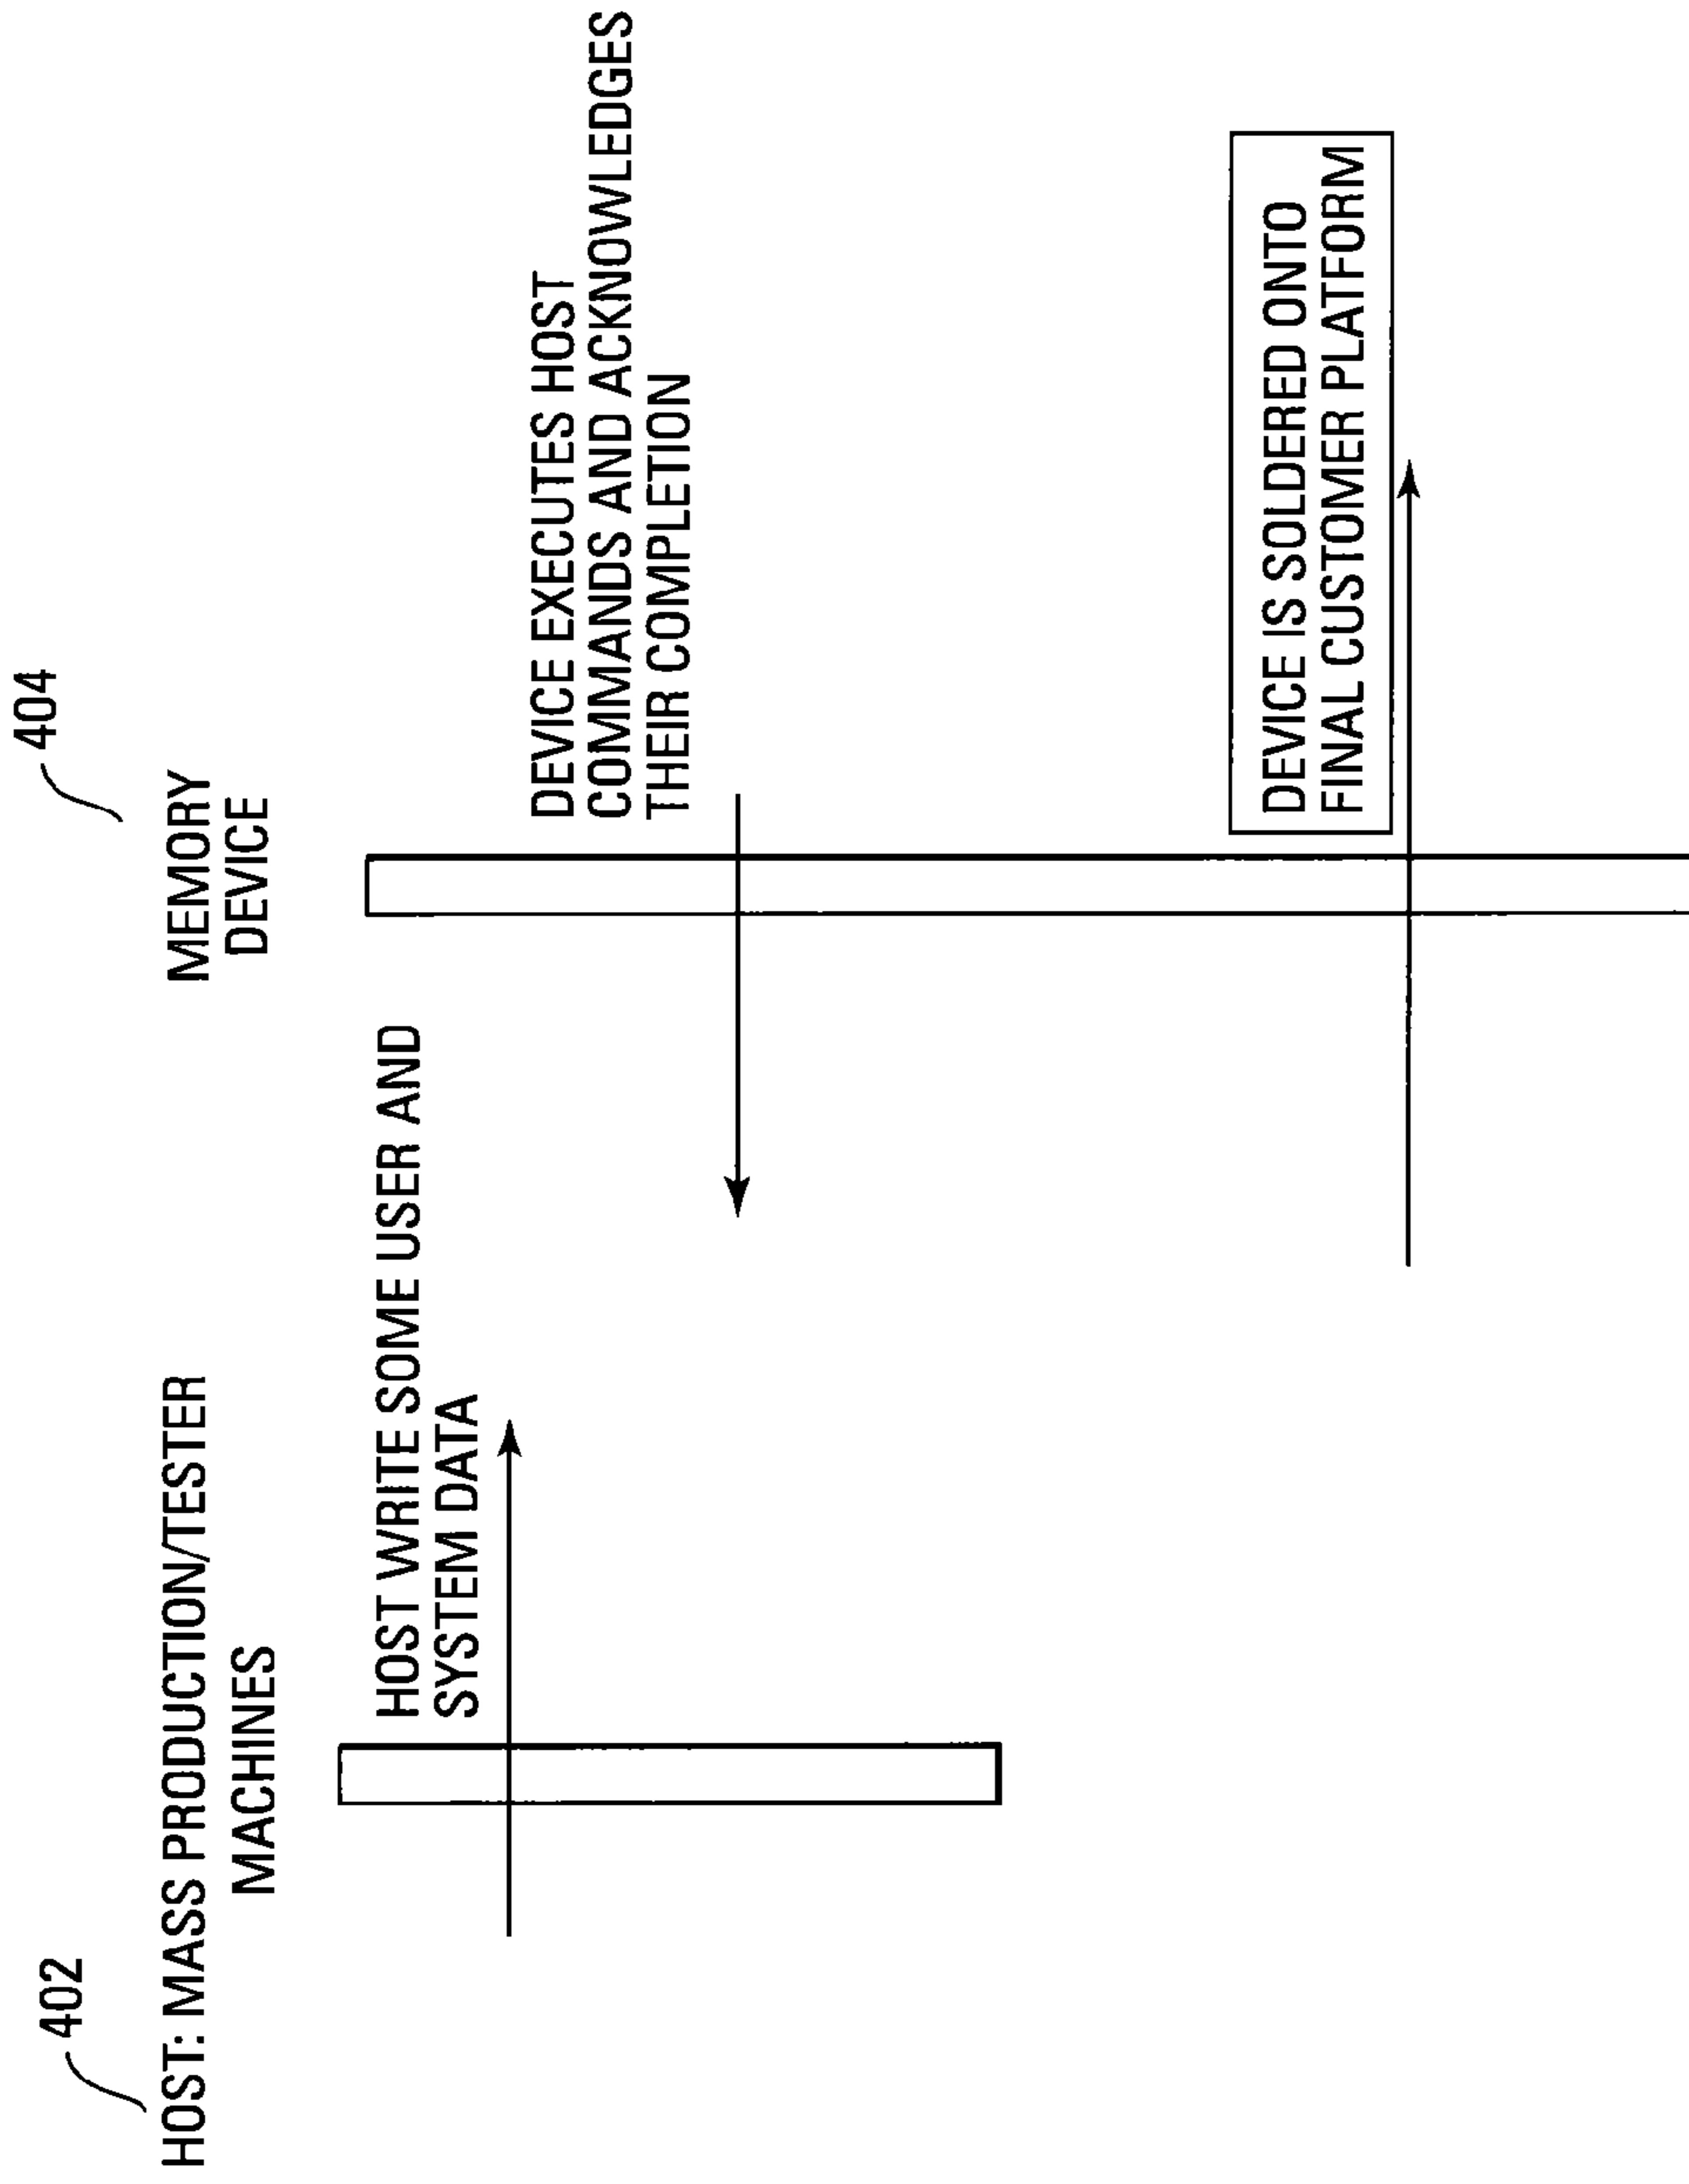 402
HOST: MASS PRODUCTION/TESTER
MACHINES
404
MEMORY
DEVICE
HOST WRITE SOME USER AND
SYSTEM DATA
DEVICE EXECUTES HOST
COMMANDS AND ACKNOWLEDGES
THEIR COMPLETION
DEVICE IS SOLDERED ONTO
FINAL CUSTOMER PLATFORM